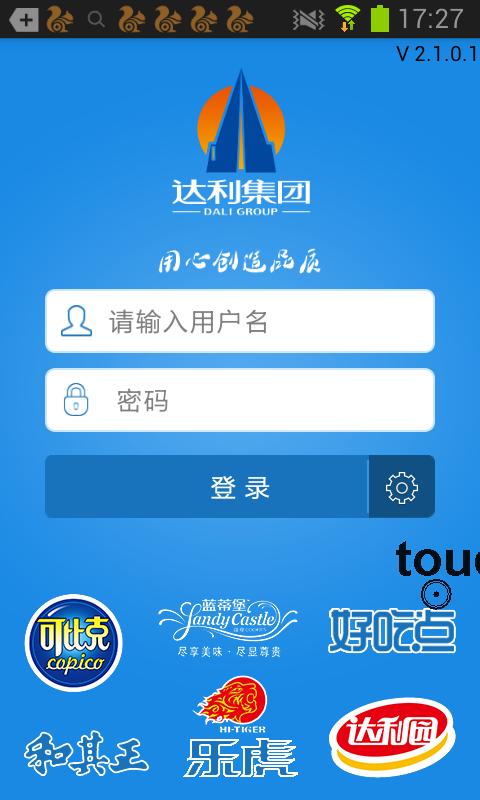 17:27
V 2.1.0.1
达利集团
DALI GROUP
用心创造品质
请输入用户名
密码
登录
touc
可比克
copico
蓝蒂堡
Landy Castle
尽享美味·尽显尊贵
好吃点
HI-TIGER
乐虎
和其正
达利园